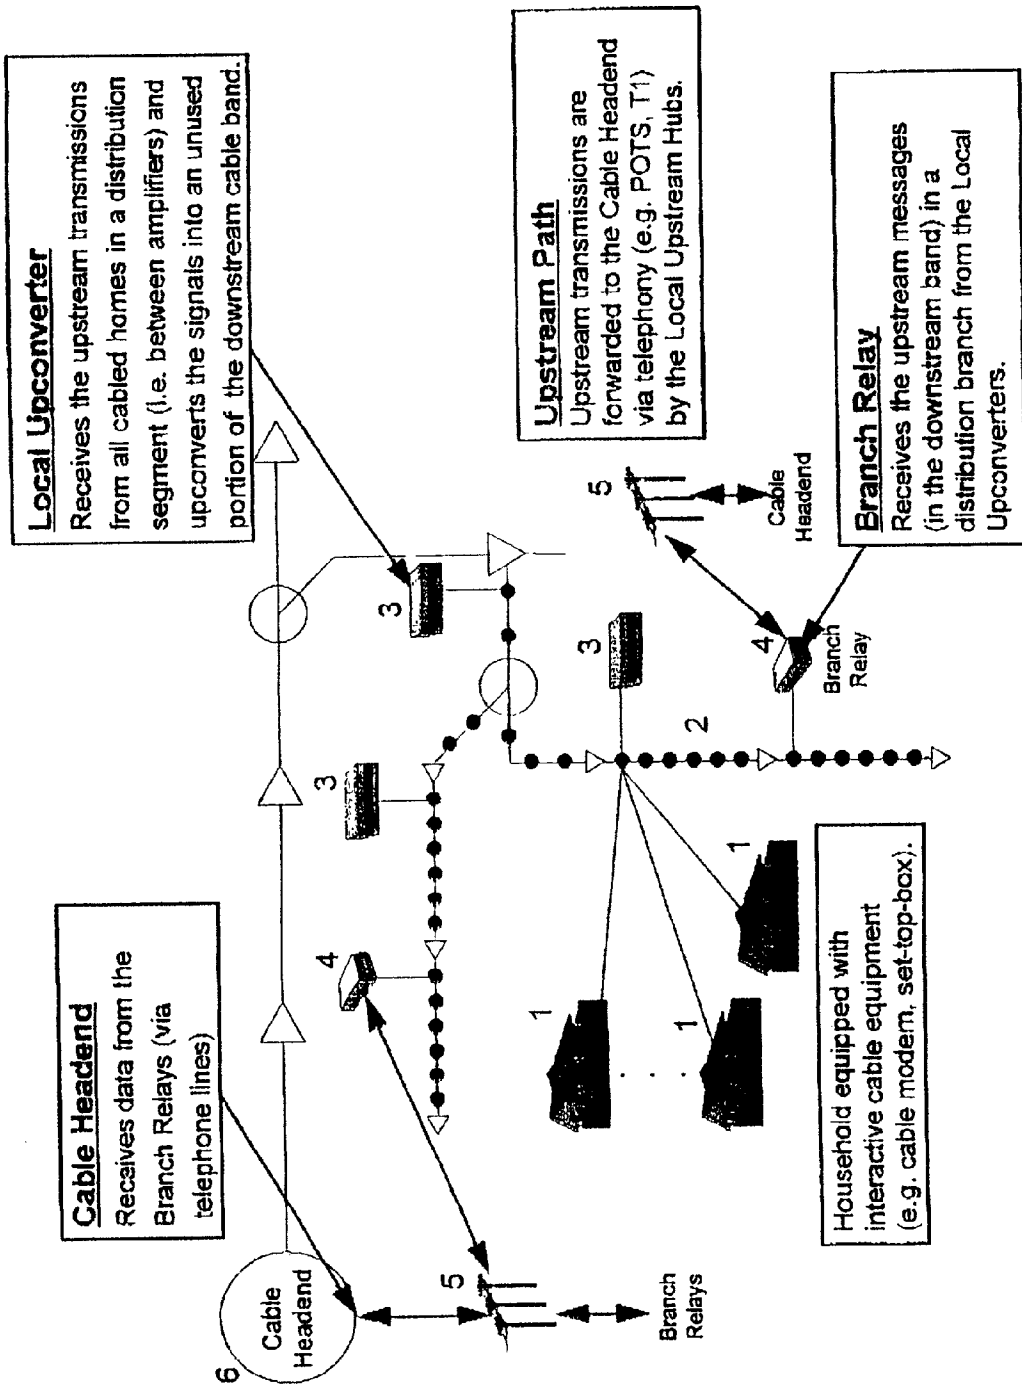 Cable Headend
Receives data from the
Branch Relays (via
telephone lines)
Local Upconverter
Receives the upstream transmissions
from all cabled homes in a distribution
segment (i.e. between amplifiers) and
upconverts the signals into an unused
portion of the downstream cable band.
6
Cable
Headend
5
Branch
Relays
4
3
3
3
2
1
1
1
. . .
4
Branch
Relay
5
Cable
Headend
Upstream Path
Upstream transmissions are
forwarded to the Cable Headend
via telephony (e.g. POTS, T1)
by the Local Upstream Hubs.
Household equipped with
interactive cable equipment
(e.g. cable modem, set-top-box).
Branch Relay
Receives the upstream messages
(in the downstream band) in a
distribution branch from the Local
Upconverters.